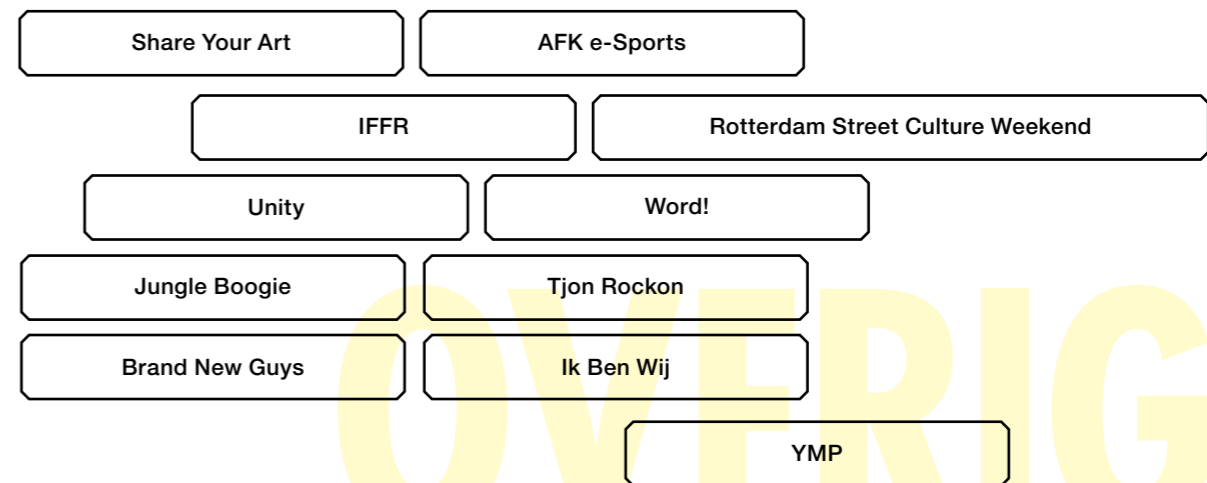 Share Your Art
AFK e-Sports
IFFR
Rotterdam Street Culture Weekend
Unity
Word!
Jungle Boogie
Tjon Rockon
Brand New Guys
Ik Ben Wij
YMP
OVERIG